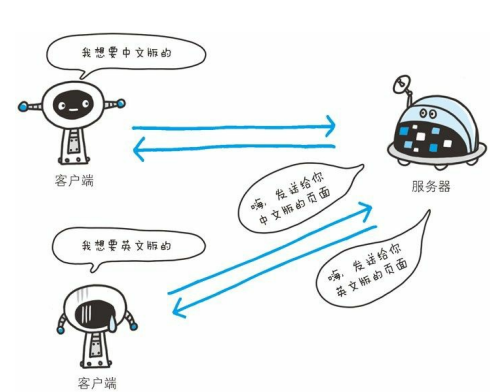 我想要中文版的
客户端
服务器
嗨，发送给你
中文版的页面
我想要英文版的
嗨，发送给你
英文版的页面
客户端